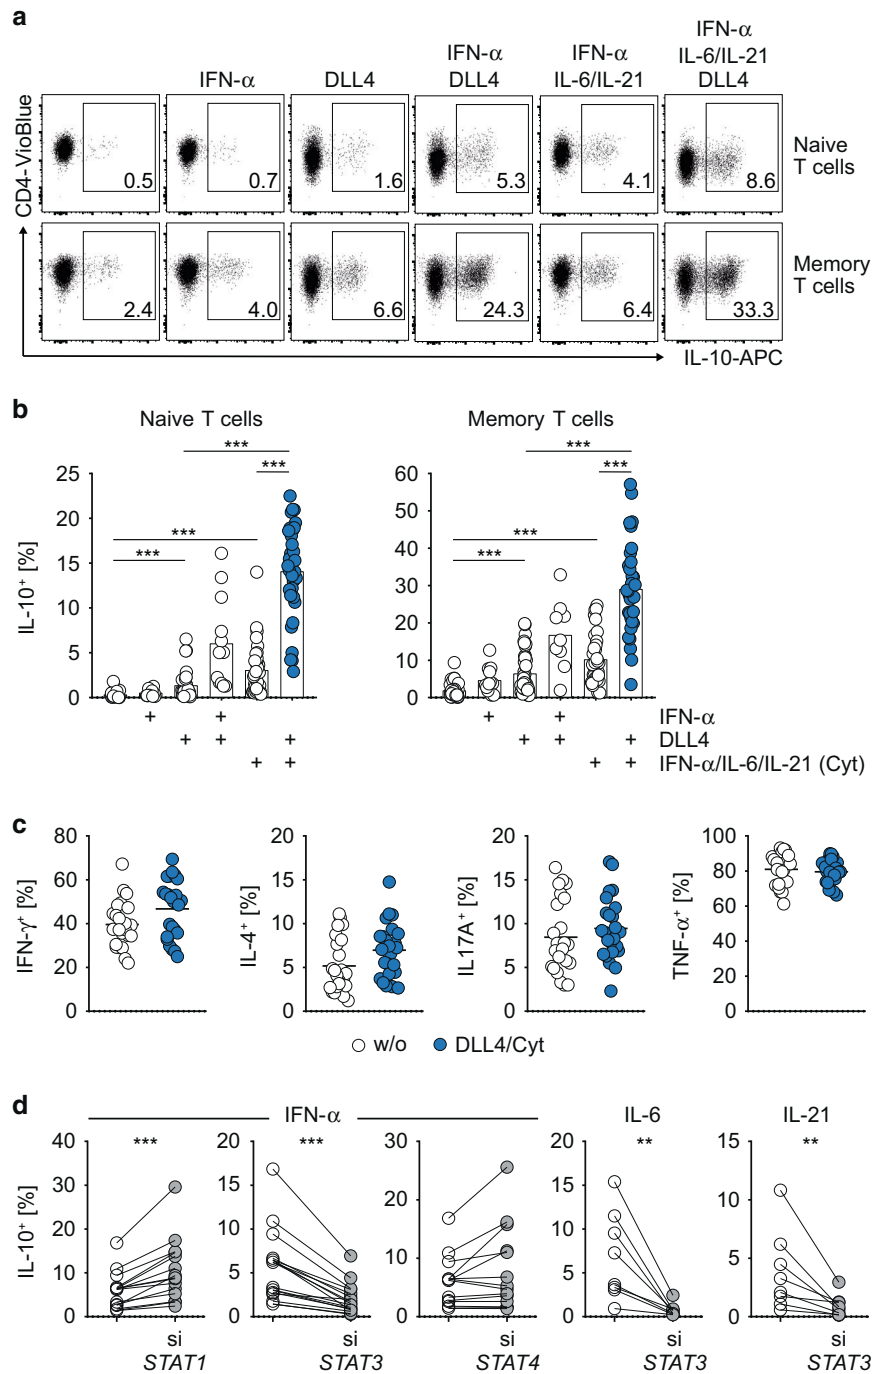 a
IFN-α
IFN-α IFN-α IL-6/IL-21
IFN-α DLL4 DLL4 IL-6/IL-21 DLL4
CD4-VioBlue
0.5 0.7 1.6 5.3 4.1 8.6
Naive
T cells
2.4 4.0 6.6 24.3 6.4 33.3
Memory
T cells
IL-10-APC
b
Naive T cells Memory T cells
IL-10⁺ [%]
25
20
15
10
5
0
*** *** *** ***
60
50
40
30
20
10
0
*** *** *** ***
+ + + + IFN-α
+ + + + + + DLL4
+ + + + IFN-α/IL-6/IL-21 (Cyt)
c
IFN-γ⁺ [%]
80
60
40
20
0
IL-4⁺ [%]
20
15
10
5
0
IL17A⁺ [%]
20
15
10
5
0
TNF-α⁺ [%]
100
80
60
40
20
0
w/o DLL4/Cyt
d
IFN-α IL-6 IL-21
IL-10⁺ [%]
40
30
20
10
0
***
si
STAT1
20
15
10
5
0
***
si
STAT3
30
20
10
0
si
STAT4
20
15
10
5
0
**
si
STAT3
15
10
5
0
**
si
STAT3